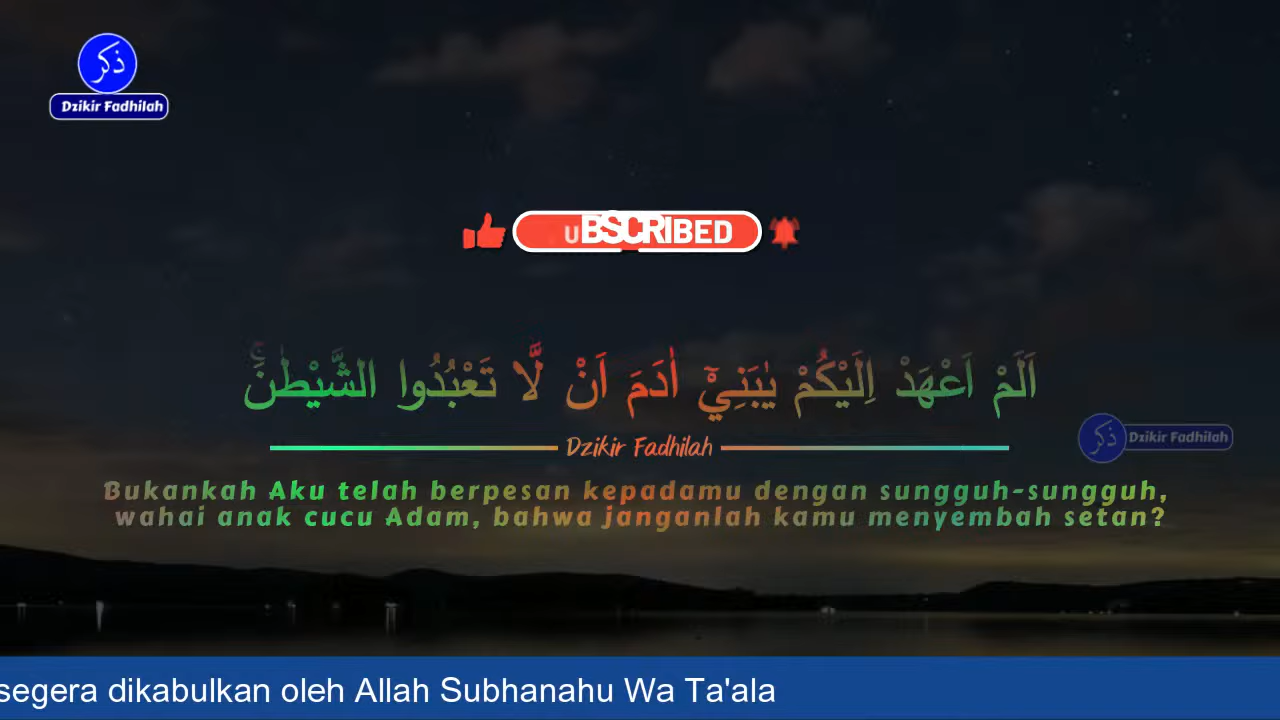 ذكر
Dzikir Fadhilah
UBSCRIBED
اَلَمْ اَعْهَدْ اِلَيْكُمْ يٰبَنِيْٓ اٰدَمَ اَنْ لَّا تَعْبُدُوا الشَّيْطٰنَۚ
Dzikir Fadhilah
ذكر
Dzikir Fadhilah
Bukankah Aku telah berpesan kepadamu dengan sungguh-sungguh,
wahai anak cucu Adam, bahwa janganlah kamu menyembah setan?
segera dikabulkan oleh Allah Subhanahu Wa Ta'ala